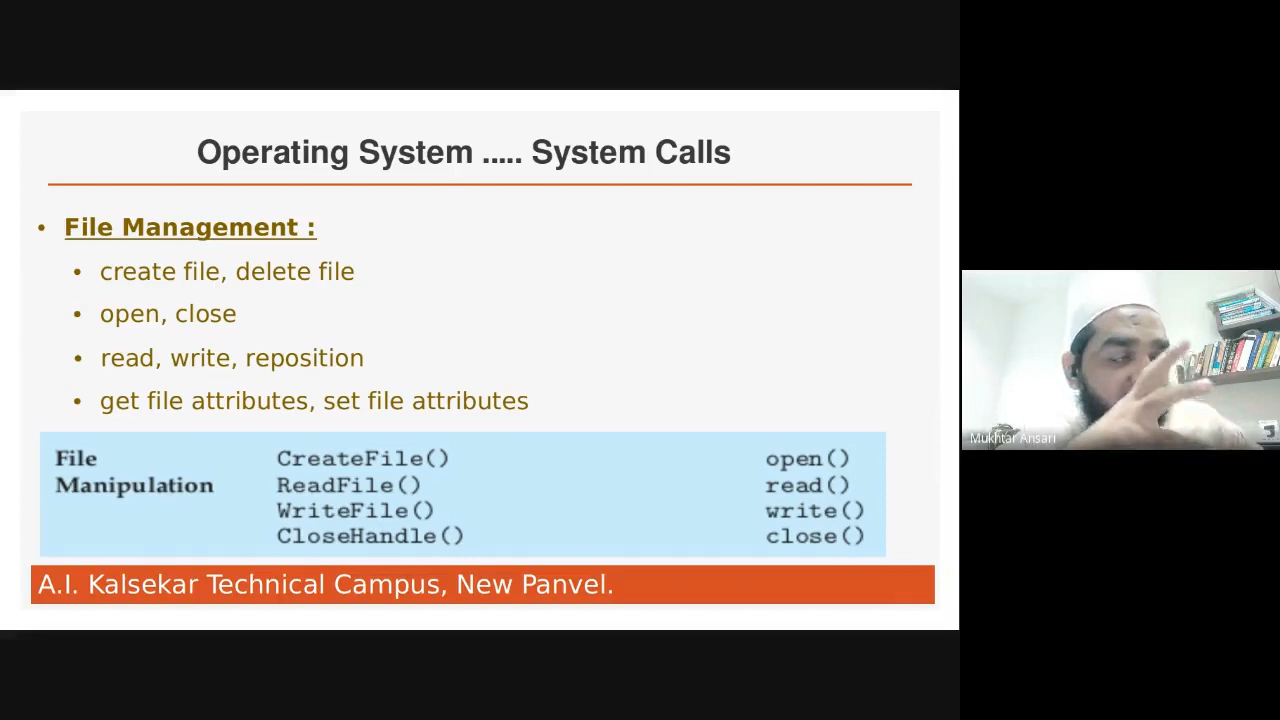 Operating System ..... System Calls
• File Management :
• create file, delete file
• open, close
• read, write, reposition
• get file attributes, set file attributes
File CreateFile() open()
Manipulation ReadFile() read()
WriteFile() write()
CloseHandle() close()
A.I. Kalsekar Technical Campus, New Panvel.
Mukhtar Ansari